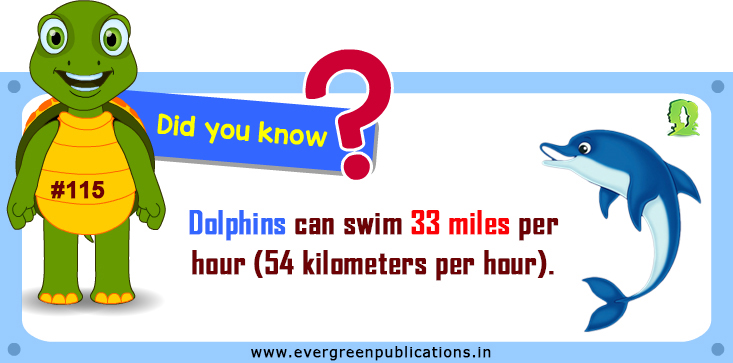 Did you know ?
#115
Dolphins can swim 33 miles per
hour (54 kilometers per hour).
www.evergreenpublications.in